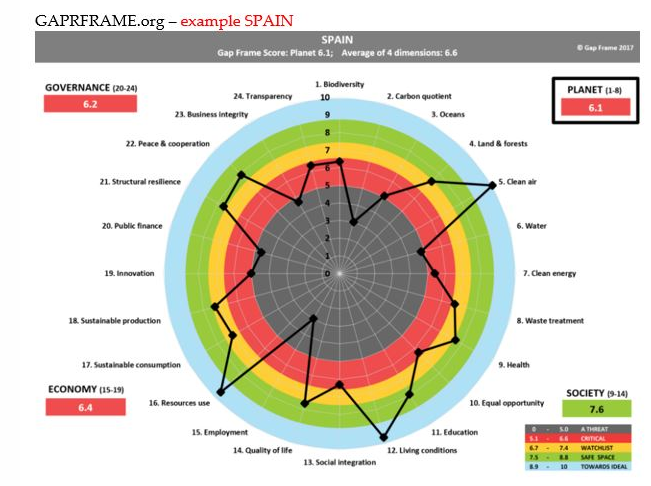 GAPRFRAME.org – example SPAIN
SPAIN
Gap Frame Score: Planet 6.1; Average of 4 dimensions: 6.6
© Gap Frame 2017
GOVERNANCE (20-24)
6.2
PLANET (1-8)
6.1
1. Biodiversity
2. Carbon quotient
3. Oceans
4. Land & forests
5. Clean air
6. Water
7. Clean energy
8. Waste treatment
9. Health
10. Equal opportunity
11. Education
12. Living conditions
13. Social integration
14. Quality of life
15. Employment
16. Resources use
17. Sustainable consumption
18. Sustainable production
19. Innovation
20. Public finance
21. Structural resilience
22. Peace & cooperation
23. Business integrity
24. Transparency
10
9
8
7
6
5
4
3
2
1
0
ECONOMY (15-19)
6.4
SOCIETY (9-14)
7.6
0 - 5.0 A THREAT
5.1 - 6.6 CRITICAL
6.7 - 7.4 WATCHLIST
7.5 - 8.8 SAFE SPACE
8.9 - 10 TOWARDS IDEAL